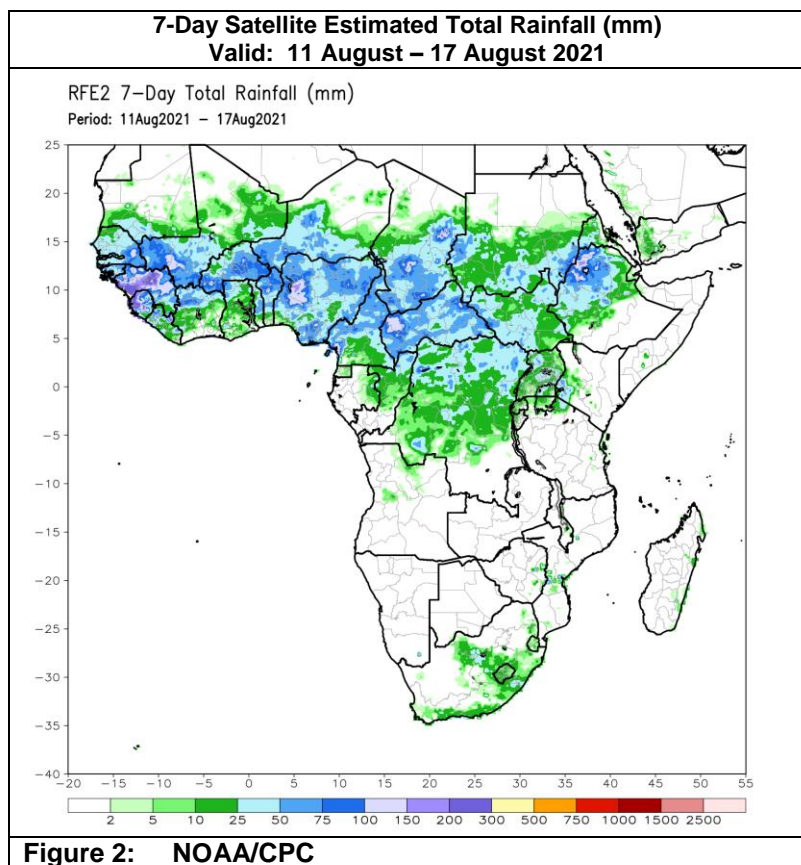 7-Day Satellite Estimated Total Rainfall (mm)
Valid: 11 August – 17 August 2021
RFE2 7-Day Total Rainfall (mm)
Period: 11Aug2021 – 17Aug2021
25
20
15
10
5
0
−5
−10
−15
−20
−25
−30
−35
−40
−20 −15 −10 −5 0 5 10 15 20 25 30 35 40 45 50 55
2 5 10 25 50 75 100 150 200 300 500 750 1000 1500 2500
Figure 2: NOAA/CPC